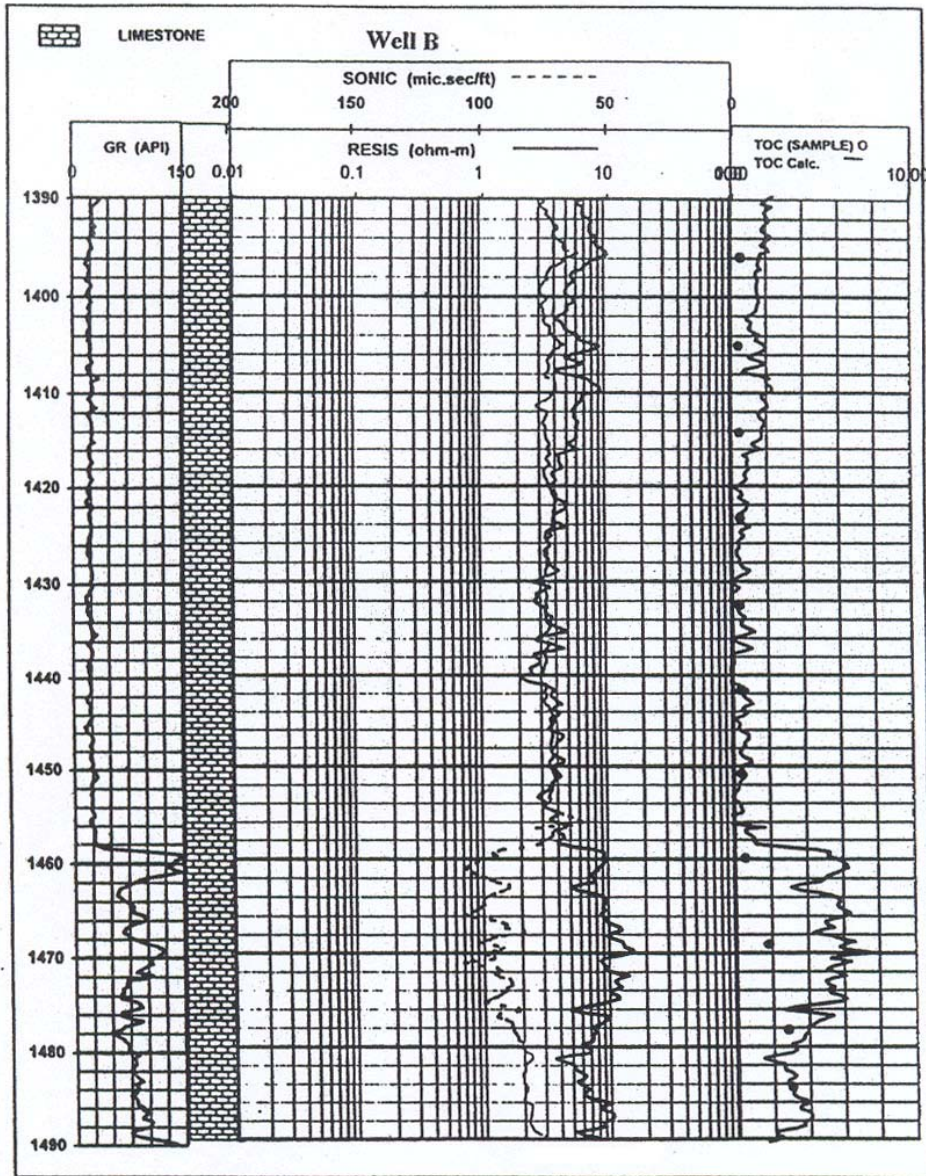 LIMESTONE
Well B
SONIC (mic.sec/ft)
200 150 100 50 0
GR (API)
RESIS (ohm-m)
TOC (SAMPLE) O
TOC Calc.
0 150 0.01 0.1 1 10 10.00
1390
1400
1410
1420
1430
1440
1450
1460
1470
1480
1490